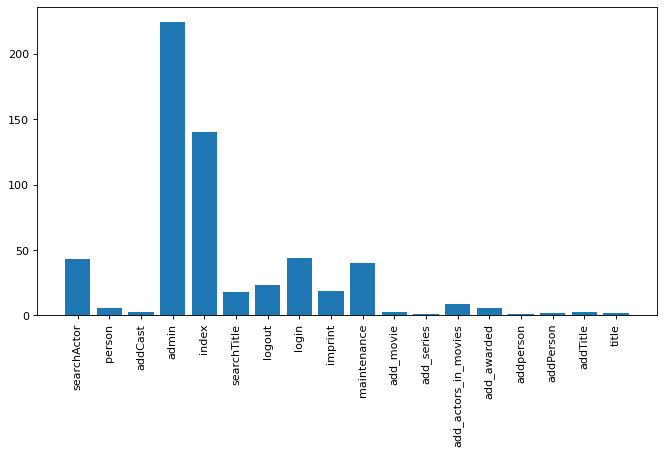 200
150
100
50
0
searchActor
person
addCast
admin
index
searchTitle
logout
login
imprint
maintenance
add_movie
add_series
add_actors_in_movies
add_awarded
addperson
addPerson
addTitle
title